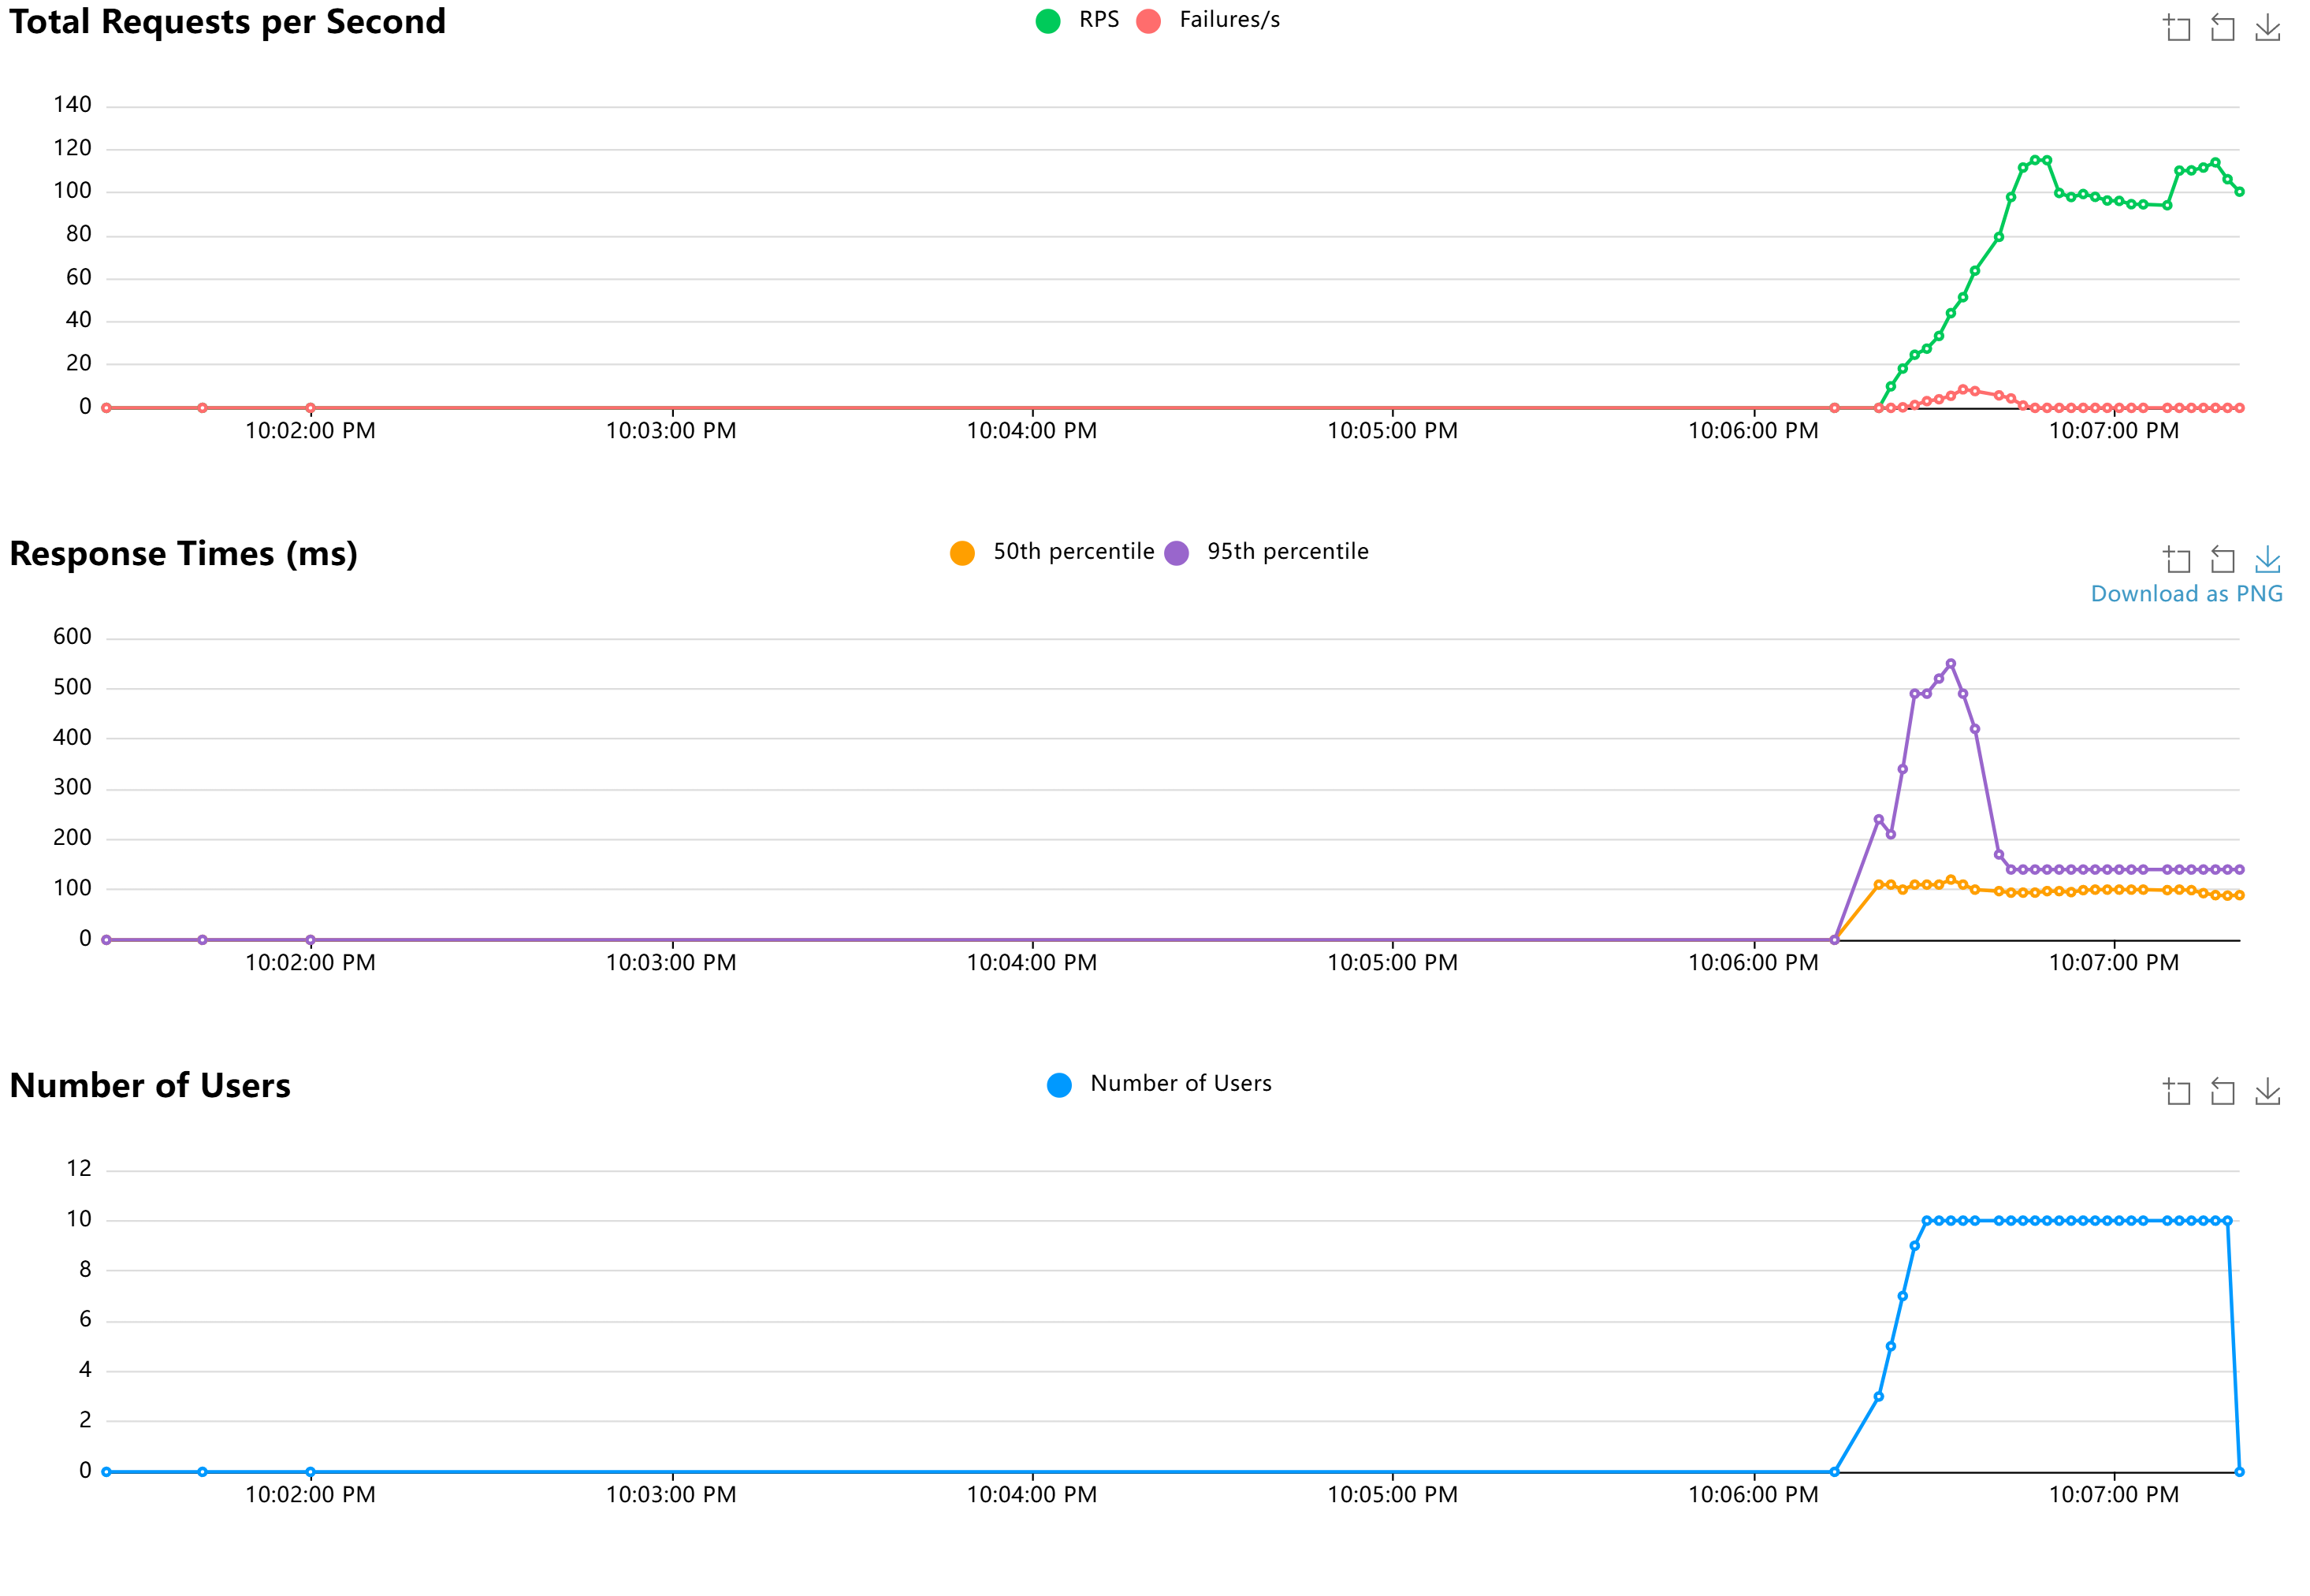 Total Requests per Second
RPS Failures/s
140
120
100
80
60
40
20
0
10:02:00 PM 10:03:00 PM 10:04:00 PM 10:05:00 PM 10:06:00 PM 10:07:00 PM
Response Times (ms)
50th percentile 95th percentile
Download as PNG
600
500
400
300
200
100
0
10:02:00 PM 10:03:00 PM 10:04:00 PM 10:05:00 PM 10:06:00 PM 10:07:00 PM
Number of Users
Number of Users
12
10
8
6
4
2
0
10:02:00 PM 10:03:00 PM 10:04:00 PM 10:05:00 PM 10:06:00 PM 10:07:00 PM